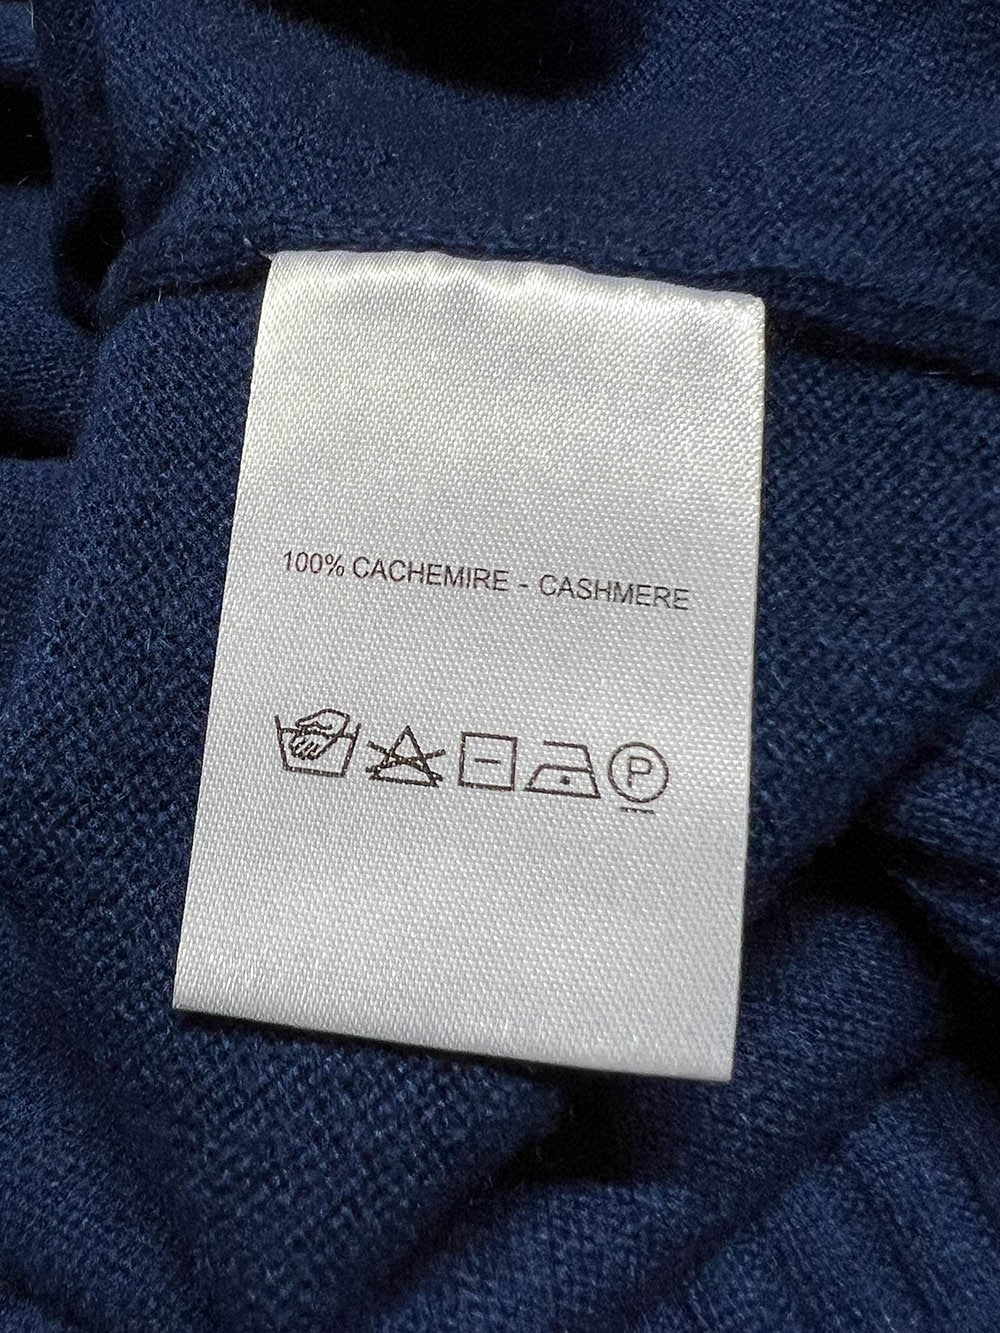 100% CACHEMIRE - CASHMERE
P